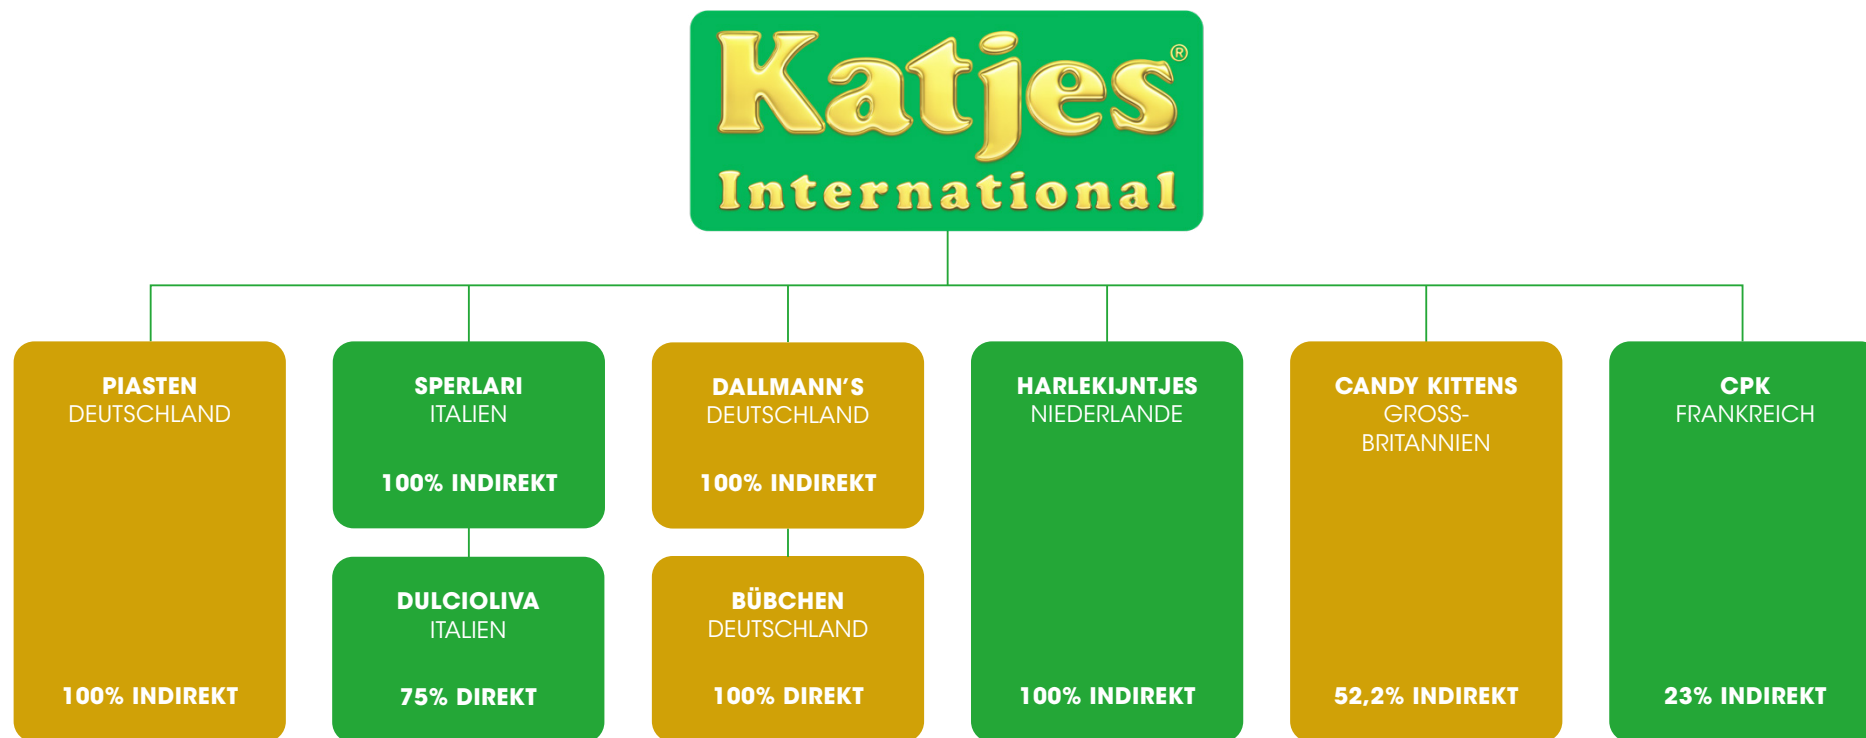 Katjes®
International
PIASTEN
DEUTSCHLAND
100% INDIREKT
SPERLARI
ITALIEN
100% INDIREKT
DULCIOLIVA
ITALIEN
75% DIREKT
DALLMANN'S
DEUTSCHLAND
100% INDIREKT
BÜBCHEN
DEUTSCHLAND
100% DIREKT
HARLEKIJNTJES
NIEDERLANDE
100% INDIREKT
CANDY KITTENS
GROSS-
BRITANNIEN
52,2% INDIREKT
CPK
FRANKREICH
23% INDIREKT